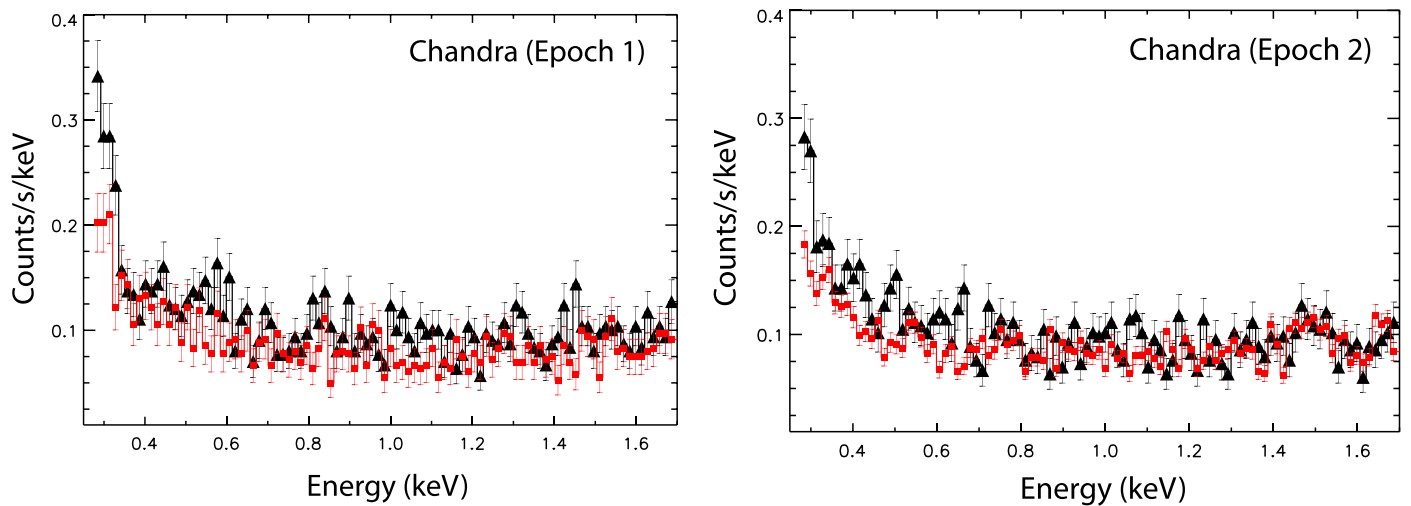 Chandra (Epoch 1)
Counts/s/keV
0.4
0.3
0.2
0.1
0.4 0.6 0.8 1.0 1.2 1.4 1.6
Energy (keV)
Chandra (Epoch 2)
Counts/s/keV
0.4
0.3
0.2
0.1
0.4 0.6 0.8 1.0 1.2 1.4 1.6
Energy (keV)